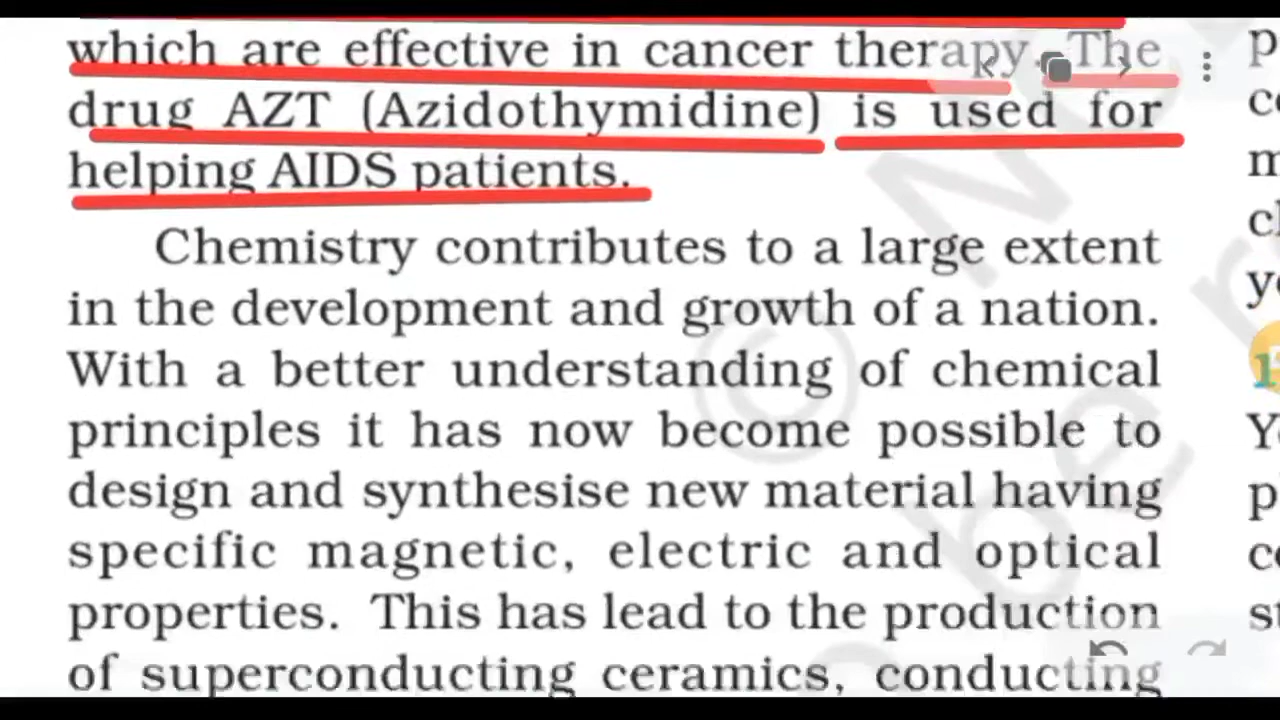 which are effective in cancer therapy. The
drug AZT (Azidothymidine) is used for
helping AIDS patients.
Chemistry contributes to a large extent
in the development and growth of a nation.
With a better understanding of chemical
principles it has now become possible to
design and synthesise new material having
specific magnetic, electric and optical
properties. This has lead to the production
of superconducting ceramics, conducting